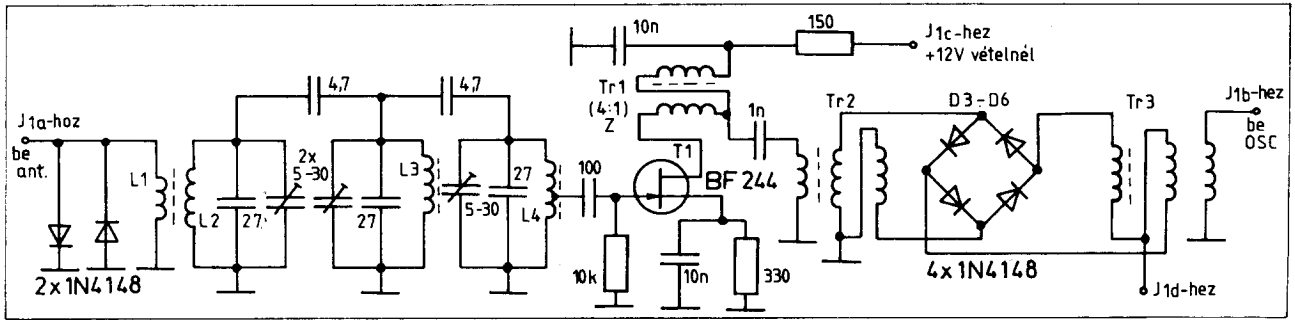 10n
150
J1c-hez
+12V vételnél
4,7
4,7
Tr1
(4:1)
Z
1n
Tr2
D3-D6
Tr3
J1b-hez
be
OSC
J1a-hoz
be
ant.
L1
L2
27
2x
5-30
27
L3
5-30
27
L4
100
T1
BF 244
10k
10n
330
2x1N4148
4x1N4148
J1d-hez